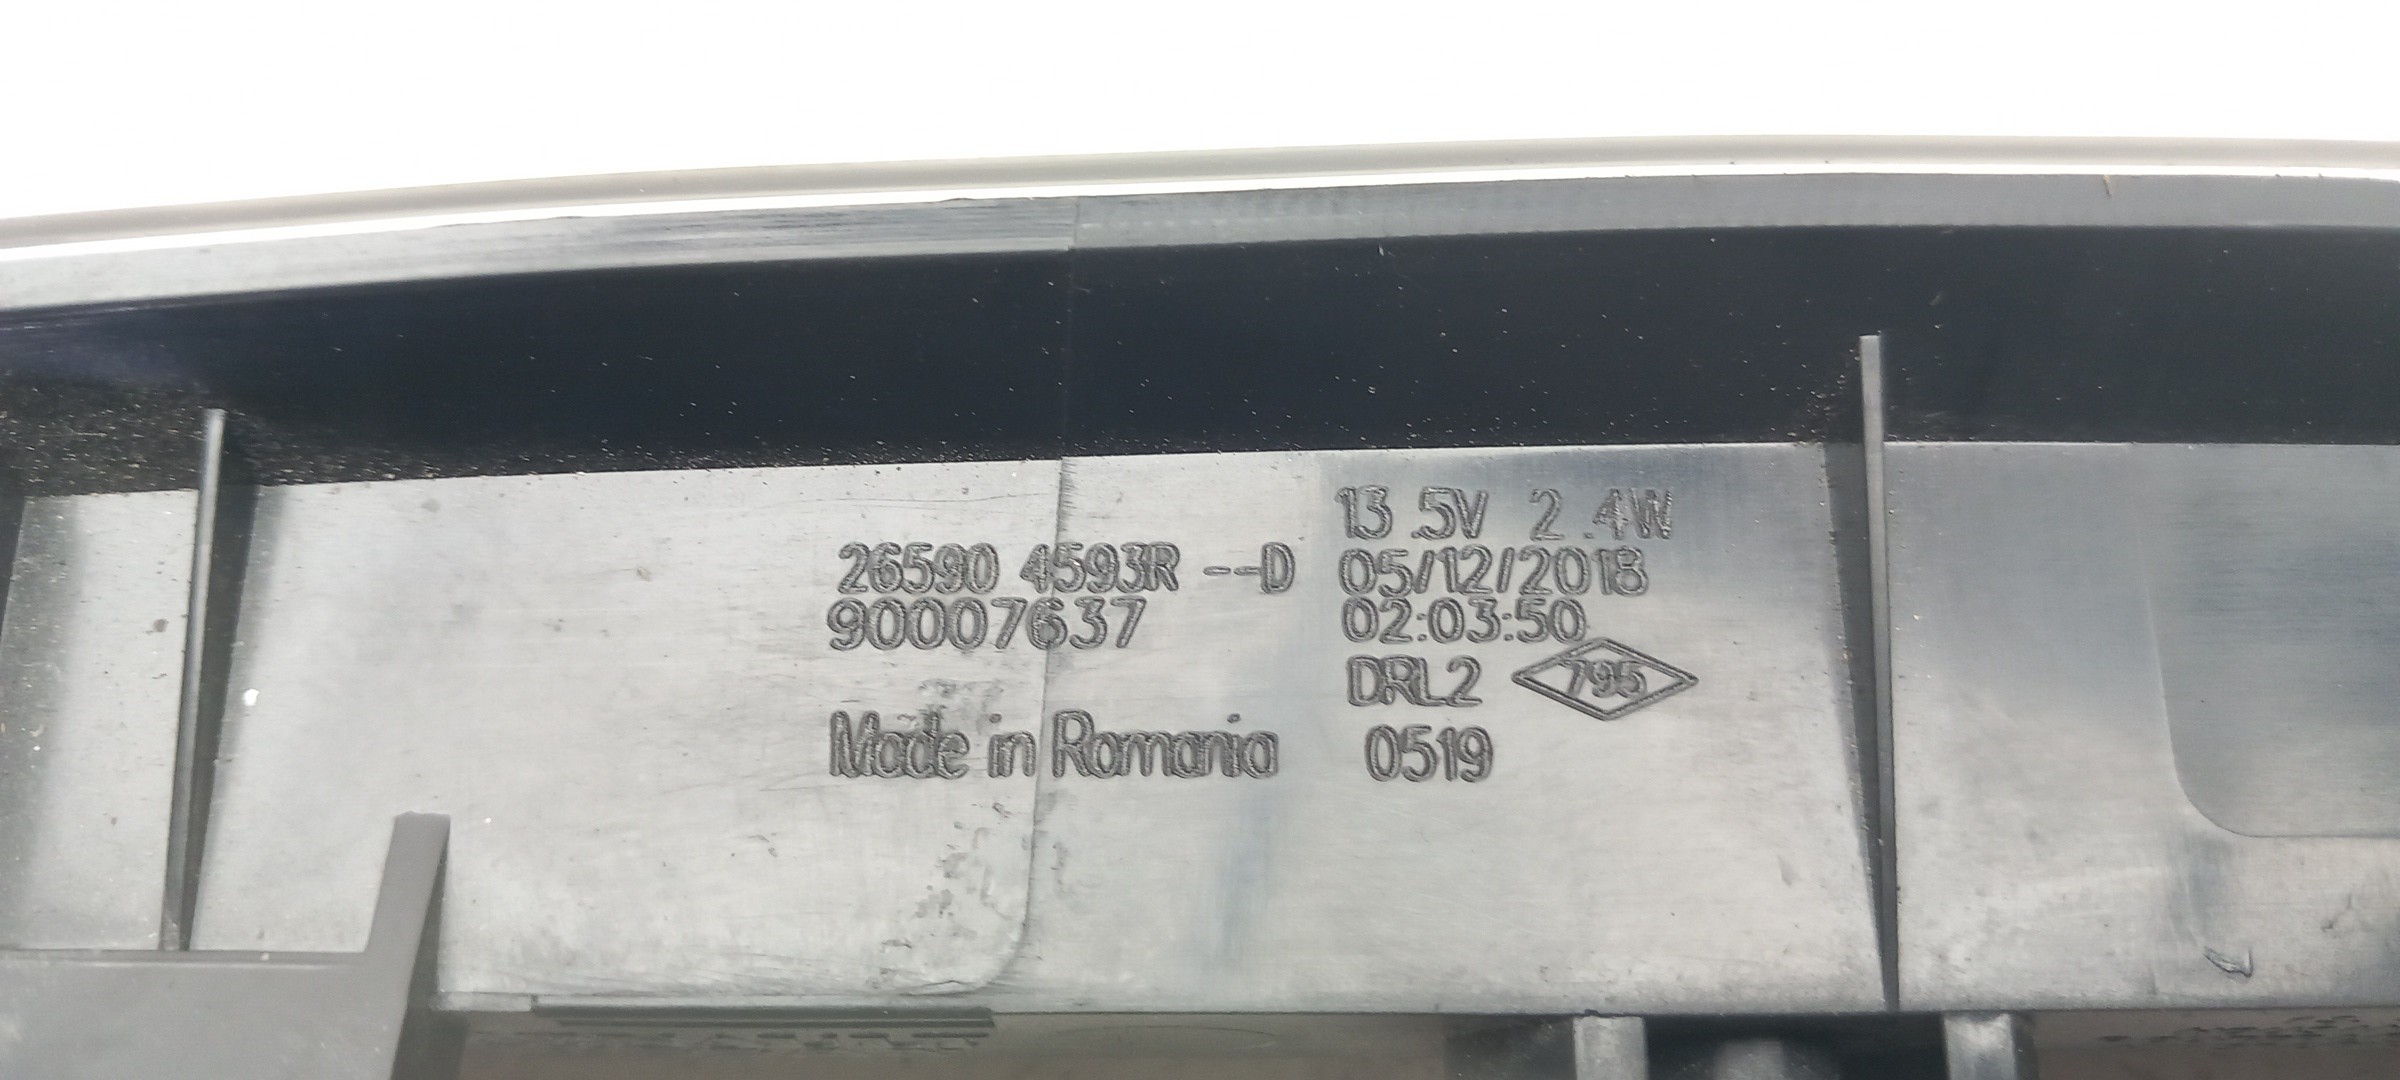 13.5V 2.4W
26590 4593R --D 05/12/2018
90007637 02:03:50
DRL2 795
Made in Romania 0519